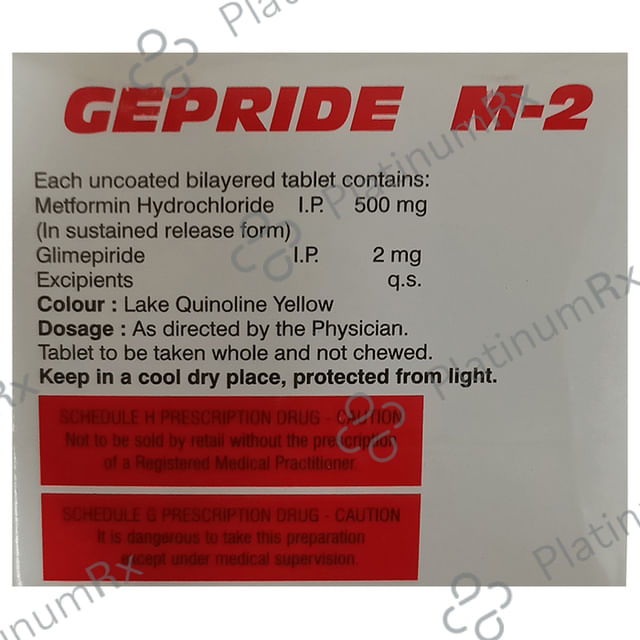 GEPRIDE M-2
Each uncoated bilayered tablet contains:
Metformin Hydrochloride I.P. 500 mg
(In sustained release form)
Glimepiride I.P. 2 mg
Excipients q.s.
Colour : Lake Quinoline Yellow
Dosage : As directed by the Physician.
Tablet to be taken whole and not chewed.
Keep in a cool dry place, protected from light.
SCHEDULE H PRESCRIPTION DRUG - CAUTION
Not to be sold by retail without the prescription
of a Registered Medical Practitioner.
SCHEDULE G PRESCRIPTION DRUG - CAUTION
It is dangerous to take this preparation
except under medical supervision.
PlatinumRx
PlatinumRx
PlatinumRx
PlatinumRx